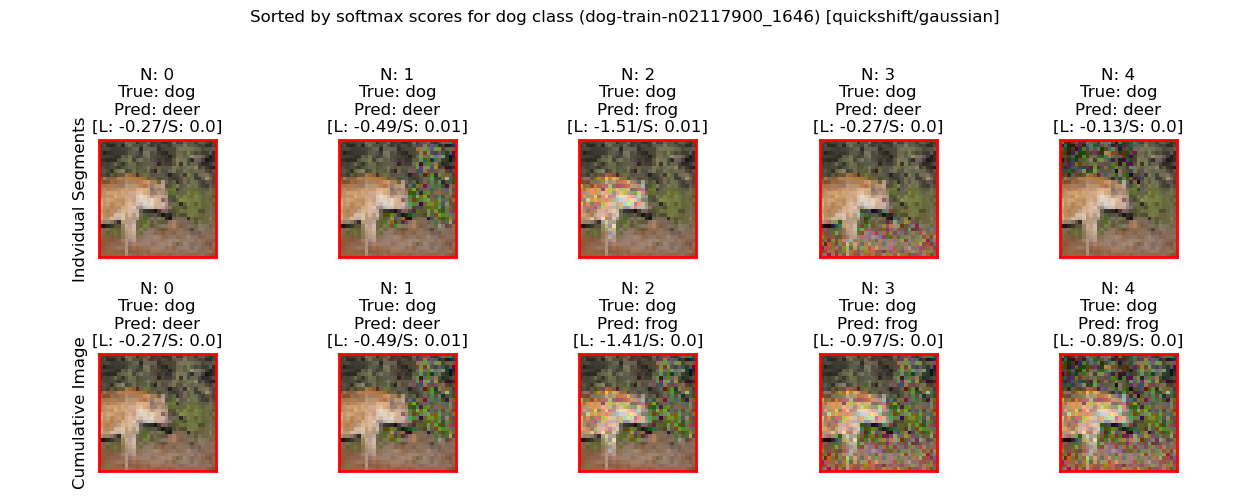 Sorted by softmax scores for dog class (dog-train-n02117900_1646) [quickshift/gaussian]
Indvidual Segments
N: 0
True: dog
Pred: deer
[L: -0.27/S: 0.0]
N: 1
True: dog
Pred: deer
[L: -0.49/S: 0.01]
N: 2
True: dog
Pred: frog
[L: -1.51/S: 0.01]
N: 3
True: dog
Pred: deer
[L: -0.27/S: 0.0]
N: 4
True: dog
Pred: deer
[L: -0.13/S: 0.0]
Cumulative Image
N: 0
True: dog
Pred: deer
[L: -0.27/S: 0.0]
N: 1
True: dog
Pred: deer
[L: -0.49/S: 0.01]
N: 2
True: dog
Pred: frog
[L: -1.41/S: 0.0]
N: 3
True: dog
Pred: frog
[L: -0.97/S: 0.0]
N: 4
True: dog
Pred: frog
[L: -0.89/S: 0.0]